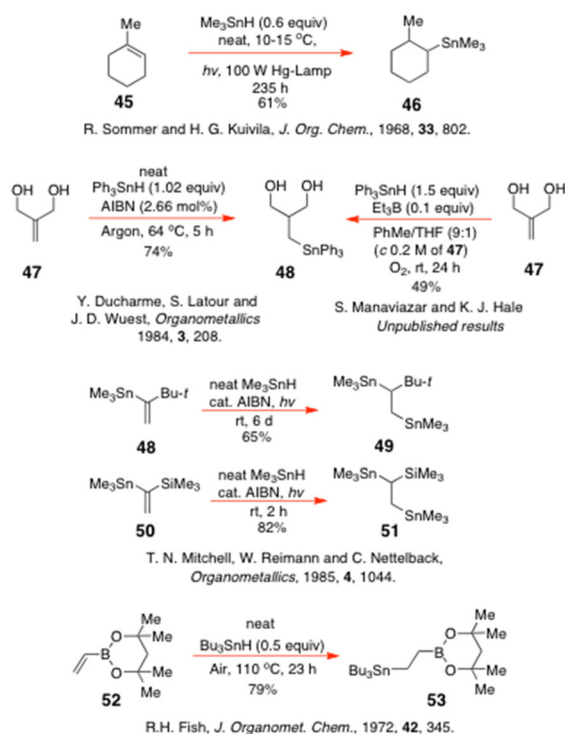 Me
45
Me3SnH (0.6 equiv)
neat, 10-15 °C,
hν, 100 W Hg-Lamp
235 h
61%
Me
SnMe3
46
R. Sommer and H. G. Kuivila, J. Org. Chem., 1968, 33, 802.
OH OH
47
neat
Ph3SnH (1.02 equiv)
AIBN (2.66 mol%)
Argon, 64 °C, 5 h
74%
OH OH
SnPh3
48
Ph3SnH (1.5 equiv)
Et3B (0.1 equiv)
PhMe/THF (9:1)
(c 0.2 M of 47)
O2, rt, 24 h
49%
OH OH
47
Y. Ducharme, S. Latour and
J. D. Wuest, Organometallics
1984, 3, 208.
S. Manaviazar and K. J. Hale
Unpublished results
Me3Sn Bu-t
48
neat Me3SnH
cat. AIBN, hν
rt, 6 d
65%
Me3Sn Bu-t
SnMe3
49
Me3Sn SiMe3
50
neat Me3SnH
cat. AIBN, hν
rt, 2 h
82%
Me3Sn SiMe3
SnMe3
51
T. N. Mitchell, W. Reimann and C. Nettelback,
Organometallics, 1985, 4, 1044.
B O O Me Me Me Me
52
neat
Bu3SnH (0.5 equiv)
Air, 110 °C, 23 h
79%
Bu3Sn B O O Me Me Me Me
53
R.H. Fish, J. Organomet. Chem., 1972, 42, 345.